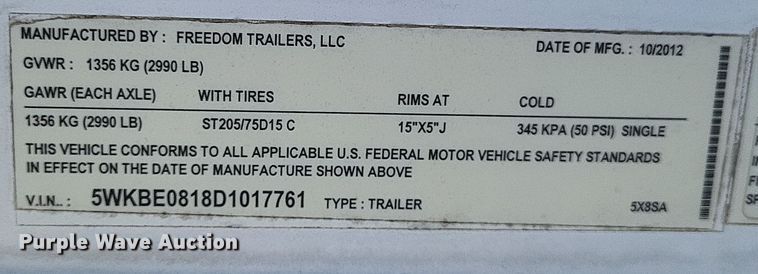 MANUFACTURED BY : FREEDOM TRAILERS, LLC
DATE OF MFG. : 10/2012
GVWR : 1356 KG (2990 LB)
GAWR (EACH AXLE) WITH TIRES RIMS AT COLD
1356 KG (2990 LB) ST205/75D15 C 15"X5"J 345 KPA (50 PSI) SINGLE
THIS VEHICLE CONFORMS TO ALL APPLICABLE U.S. FEDERAL MOTOR VEHICLE SAFETY STANDARDS
IN EFFECT ON THE DATE OF MANUFACTURE SHOWN ABOVE
V.I.N.. : 5WKBE0818D1017761 TYPE : TRAILER 5X8SA
Purple Wave Auction